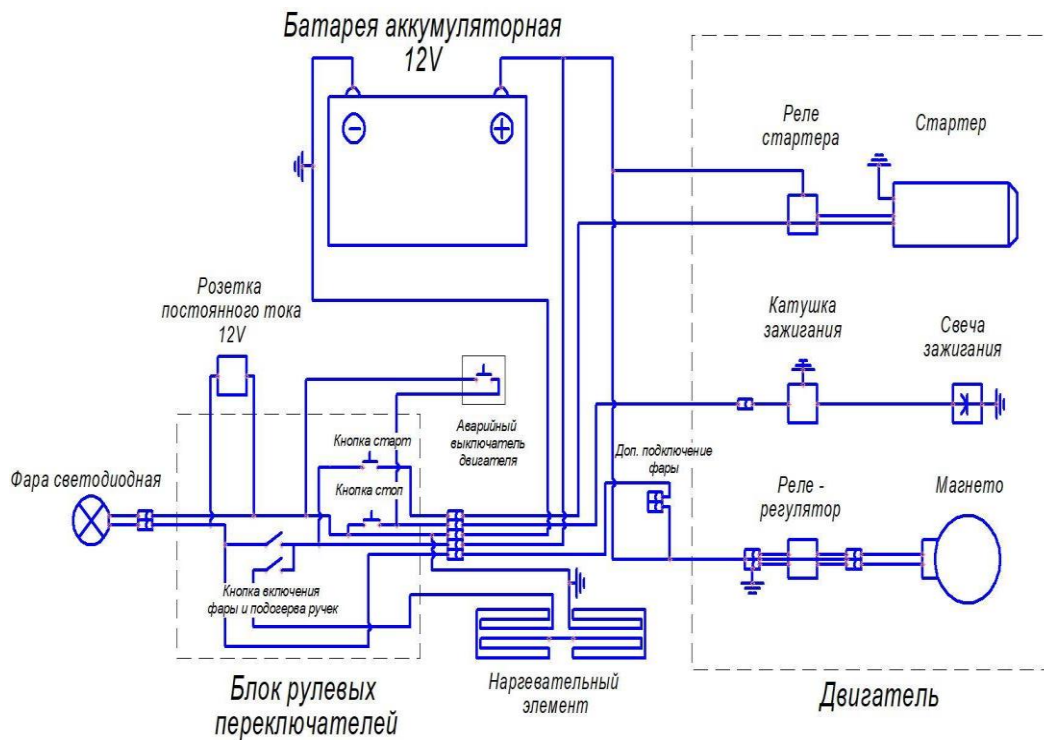 Батарея аккумуляторная
12V
Реле
стартера
Стартер
Розетка
постоянного тока
12V
Катушка
зажигания
Свеча
зажигания
Аварийный
выключатель
двигателя
Кнопка старт
Доп. подключение
фары
Фара светодиодная
Кнопка стоп
Реле -
регулятор
Магнето
Кнопка включения
фары и подогерва ручек
Блок рулевых
переключателей
Наргевательный
элемент
Двигатель